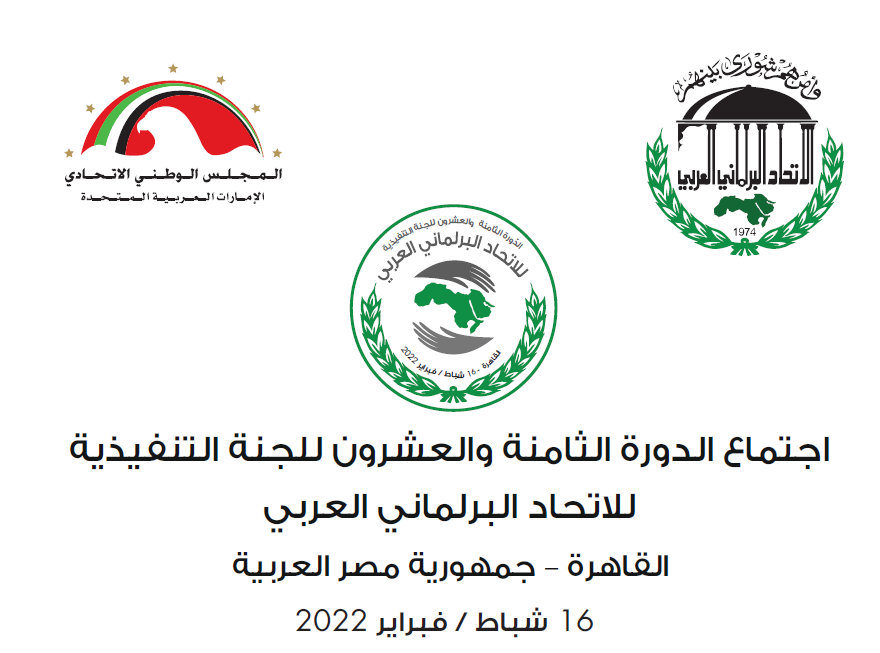 وأمرهم شورى بينهم
الاتحاد البرلماني العربي
1974
المجلس الوطني الاتحادي
الإمارات العربية المتحدة
الدورة الثامنة والعشرون للجنة التنفيذية
للاتحاد البرلماني العربي
لقاهرة - 16 شباط / فبراير 2022
اجتماع الدورة الثامنة والعشرون للجنة التنفيذية
للاتحاد البرلماني العربي
القاهرة – جمهورية مصر العربية
16 شباط / فبراير 2022